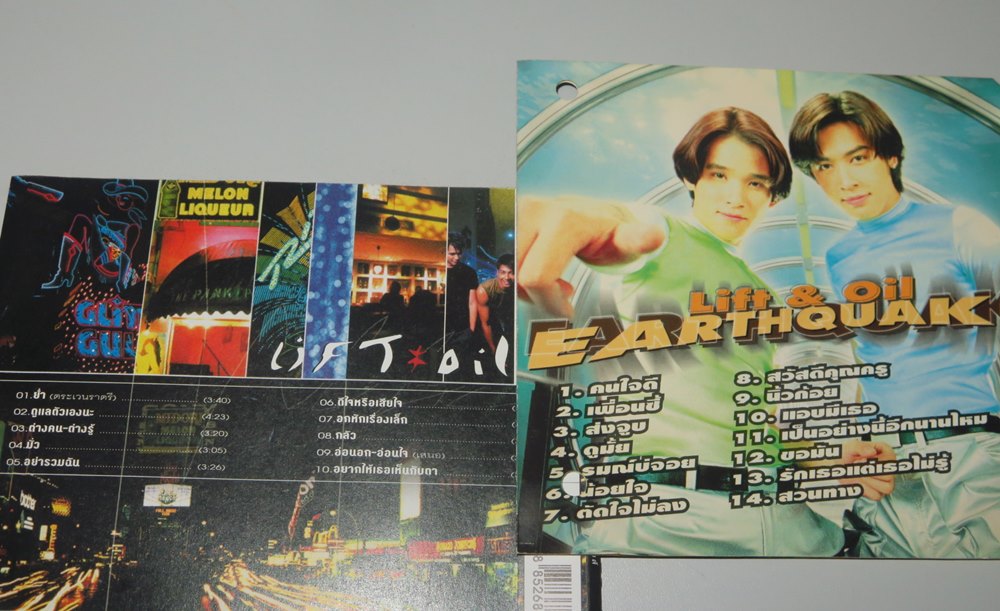 MELON
LIQUEUR
LiFT★Oil
01.ย่ำ (ตระเวนราตรี) (3:40)
02.ดูแลตัวเองนะ (4:23)
03.ต่างคน-ต่างรู้ (3:20)
04.มั่ว (3:05)
05.อย่ารวมฉัน (3:26)
06.ดีใจหรือเสียใจ
07.อกหักเรื่องเล็ก
08.กลัว
09.อ่อนอก-อ่อนใจ (เสนอ)
10.อยากให้เธอเห็นกับตา
Lift & Oil
EARTHQUAK
1. คนใจดี
2. เพื่อนซี้
3. ส่งจูบ
4. ดูมั้ย
5. รมณ์บ่จอย
6. น้อยใจ
7. ตัดใจไม่ลง
8. สวัสดีคุณครู
9. นิ้วก้อย
10. แอบมีเธอ
11. เป็นอย่างนี้อีกนานไหม
12. ขอมัน
13. รักเธอแต่เธอไม่รู้
14. สวนทาง
8 85268